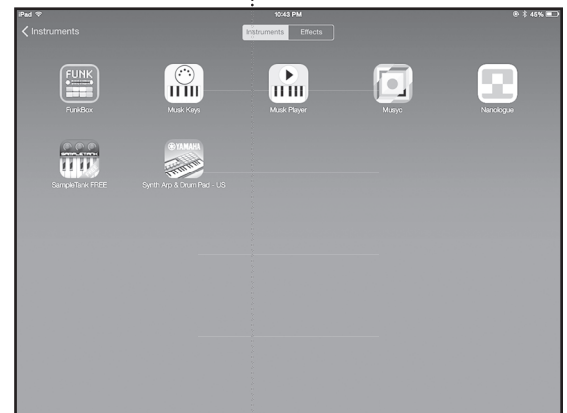 iPad 10:43 PM 45%
Instruments
Instruments Effects
FUNK
FunkBox Musk Keys Musk Player Musyc Nanologue
SAMPLETANK YAMAHA
SampleTank FREE Synth Arp & Drum Pad - US